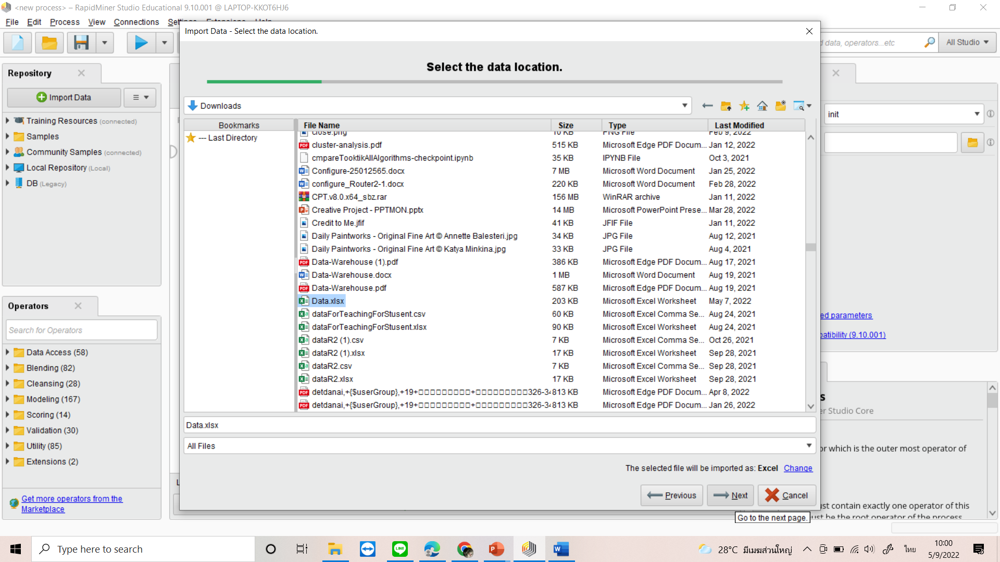 <new process> – RapidMiner Studio Educational 9.10.001 @ LAPTOP-KKOT6HJ6
File Edit Process View Connections
Import Data - Select the data location.
data, operators...etc
All Studio
Select the data location.
Repository
Import Data
Training Resources (connected)
Samples
Community Samples (connected)
Local Repository (Local)
DB (Legacy)
Downloads
init
Bookmarks
--- Last Directory
File Name Size Type Last Modified
close.png 10 KB PNG File Feb 9, 2022
cluster-analysis.pdf 515 KB Microsoft Edge PDF Docum... Jan 12, 2022
cmpareTooktikAllAlgorithms-checkpoint.ipynb 35 KB IPYNB File Oct 3, 2021
Configure-25012565.docx 7 MB Microsoft Word Document Jan 25, 2022
configure_Router2-1.docx 220 KB Microsoft Word Document Feb 28, 2022
CPT.v8.0.x64_sbz.rar 156 MB WinRAR archive Jan 11, 2022
Creative Project - PPTMON.pptx 14 MB Microsoft PowerPoint Prese... Mar 28, 2022
Credit to Me.jfif 41 KB JFIF File Jan 11, 2022
Daily Paintworks - Original Fine Art © Annette Balesteri.jpg 34 KB JPG File Aug 12, 2021
Daily Paintworks - Original Fine Art © Katya Minkina.jpg 33 KB JPG File Aug 4, 2021
Data-Warehouse (1).pdf 386 KB Microsoft Edge PDF Docum... Aug 17, 2021
Data-Warehouse.docx 1 MB Microsoft Word Document Aug 19, 2021
Data-Warehouse.pdf 587 KB Microsoft Edge PDF Docum... Aug 19, 2021
Data.xlsx 203 KB Microsoft Excel Worksheet May 7, 2022
dataForTeachingForStusent.csv 60 KB Microsoft Excel Comma Se... Aug 24, 2021
dataForTeachingForStusent.xlsx 90 KB Microsoft Excel Worksheet Aug 24, 2021
dataR2 (1).csv 7 KB Microsoft Excel Comma Se... Oct 26, 2021
dataR2 (1).xlsx 17 KB Microsoft Excel Worksheet Sep 28, 2021
dataR2.csv 7 KB Microsoft Excel Comma Se... Sep 28, 2021
dataR2.xlsx 17 KB Microsoft Excel Worksheet Sep 28, 2021
detdanai,+{$userGroup},+19+□□□□□□□□□+□□□□□□□□□326-34 813 KB Microsoft Edge PDF Docum... Apr 8, 2022
detdanai,+{$userGroup},+19+□□□□□□□□□+□□□□□□□□□326-34 813 KB Microsoft Edge PDF Docum... Jan 26, 2022
Data.xlsx
All Files
The selected file will be imported as: Excel Change
Previous Next Cancel
Go to the next page.
Operators
Search for Operators
Data Access (58)
Blending (82)
Cleansing (28)
Modeling (167)
Scoring (14)
Validation (30)
Utility (85)
Extensions (2)
Get more operators from the
Marketplace
ed parameters
patibility (9.10.001)
s
er Studio Core
or which is the outer most operator of
ust contain exactly one operator of this
ust be the root operator of the process
Type here to search
28°C มีเมฆส่วนใหญ่
ไทย
10:00
5/9/2022